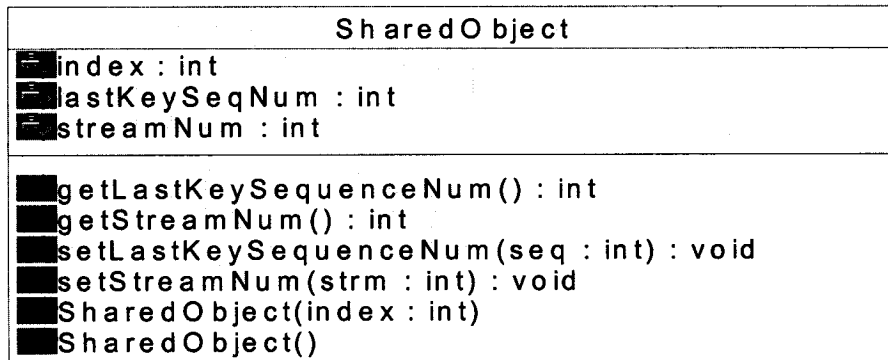 SharedObject
index : int
lastKeySeqNum : int
streamNum : int
getLastKeySequenceNum() : int
getStreamNum() : int
setLastKeySequenceNum(seq : int) : void
setStreamNum(strm : int) : void
SharedObject(index : int)
SharedObject()